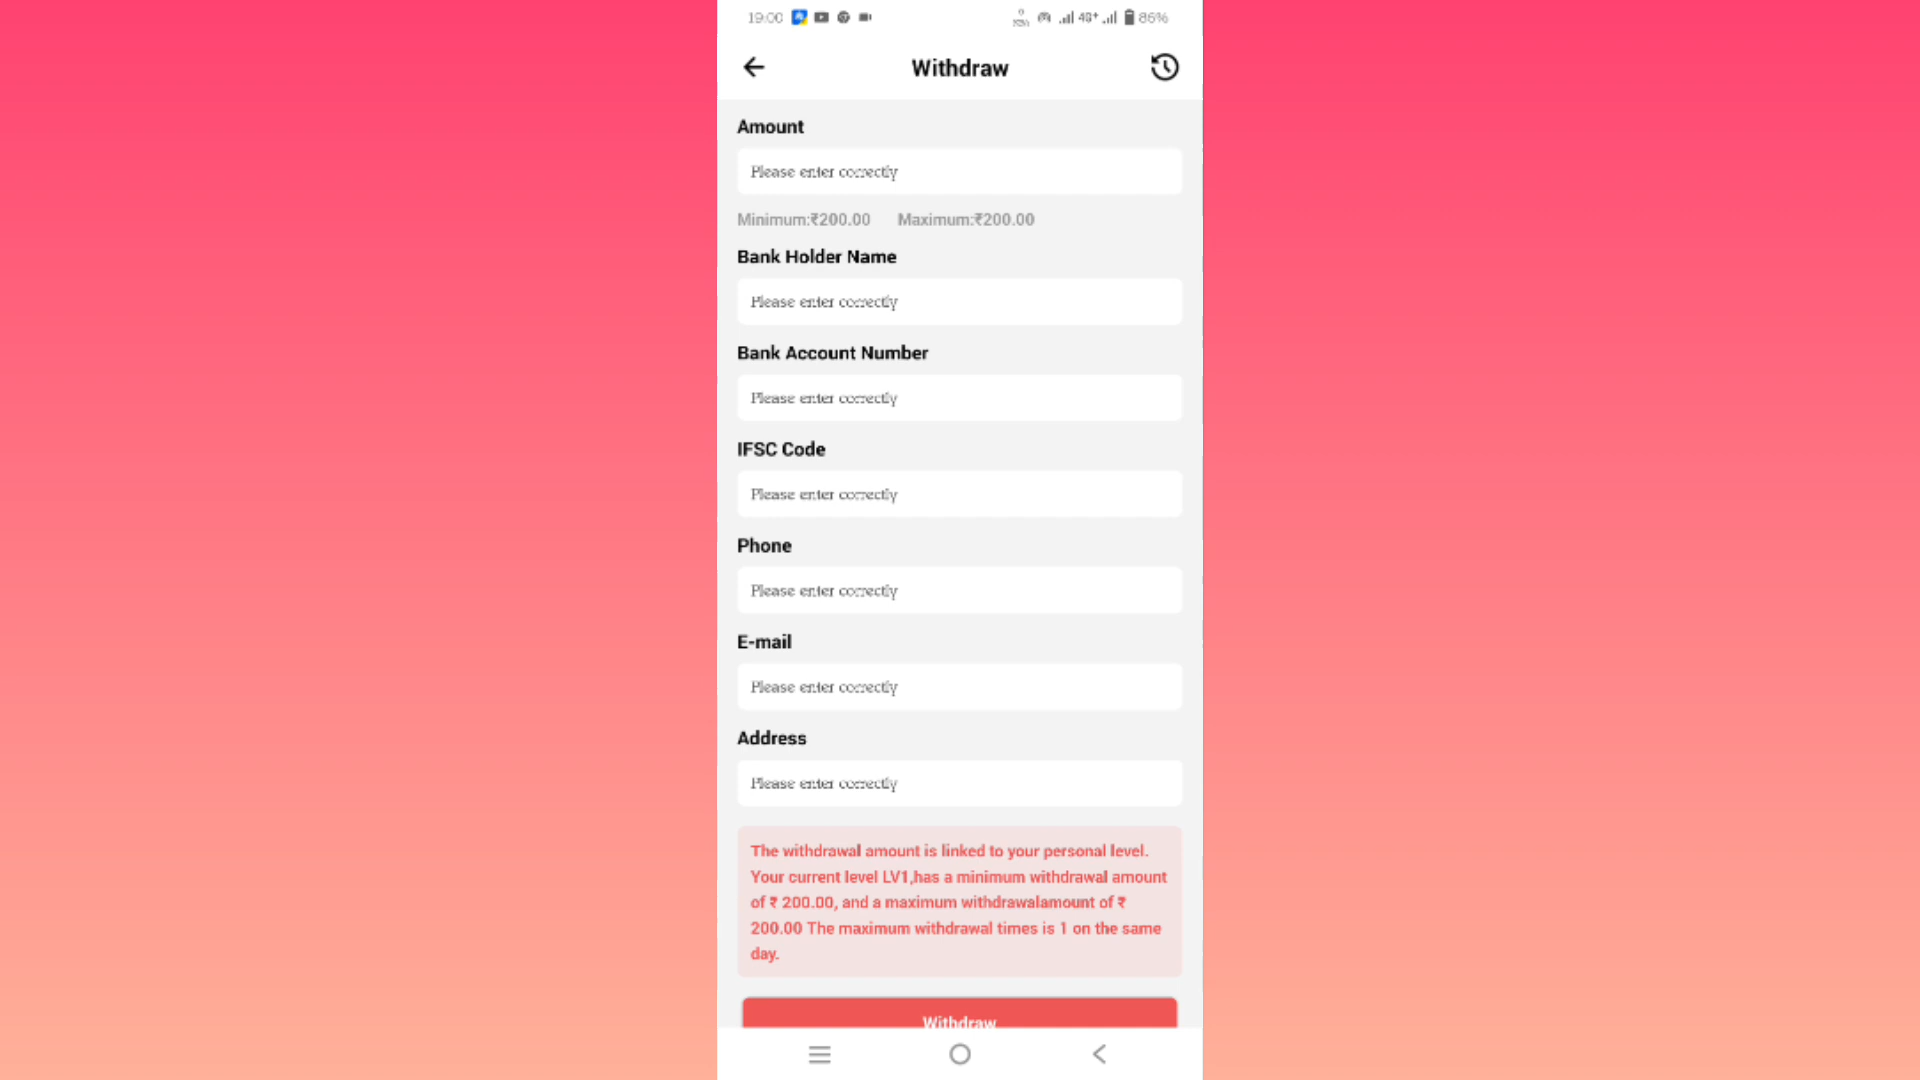 19:00 4G+ 86%
Withdraw
Amount
Please enter correctly
Minimum:₹200.00 Maximum:₹200.00
Bank Holder Name
Please enter correctly
Bank Account Number
Please enter correctly
IFSC Code
Please enter correctly
Phone
Please enter correctly
E-mail
Please enter correctly
Address
Please enter correctly
The withdrawal amount is linked to your personal level.
Your current level LV1,has a minimum withdrawal amount
of ₹ 200.00, and a maximum withdrawalamount of ₹
200.00 The maximum withdrawal times is 1 on the same
day.
Withdraw